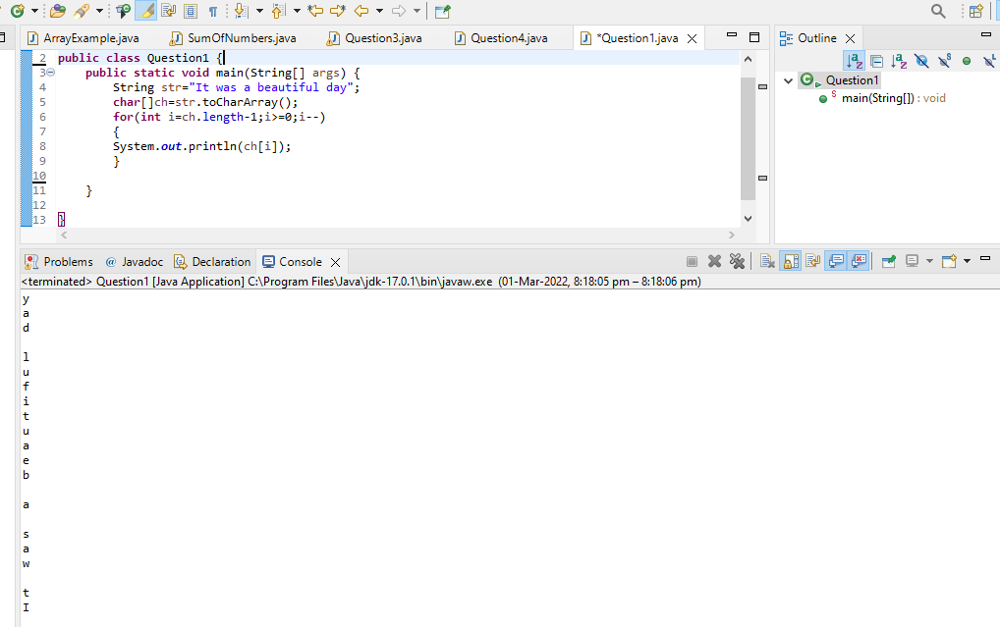 ArrayExample.java SumOfNumbers.java Question3.java Question4.java *Question1.java Outline
2 public class Question1 {
3 public static void main(String[] args) {
4 String str="It was a beautiful day";
5 char[]ch=str.toCharArray();
6 for(int i=ch.length-1;i>=0;i--)
7 {
8 System.out.println(ch[i]);
9 }
10
11 }
12
13 }
Question1
main(String[]) : void
Problems @ Javadoc Declaration Console
<terminated> Question1 [Java Application] C:\Program Files\Java\jdk-17.0.1\bin\javaw.exe (01-Mar-2022, 8:18:05 pm – 8:18:06 pm)
y
a
d

l
u
f
i
t
u
a
e
b

a

s
a
w

t
I